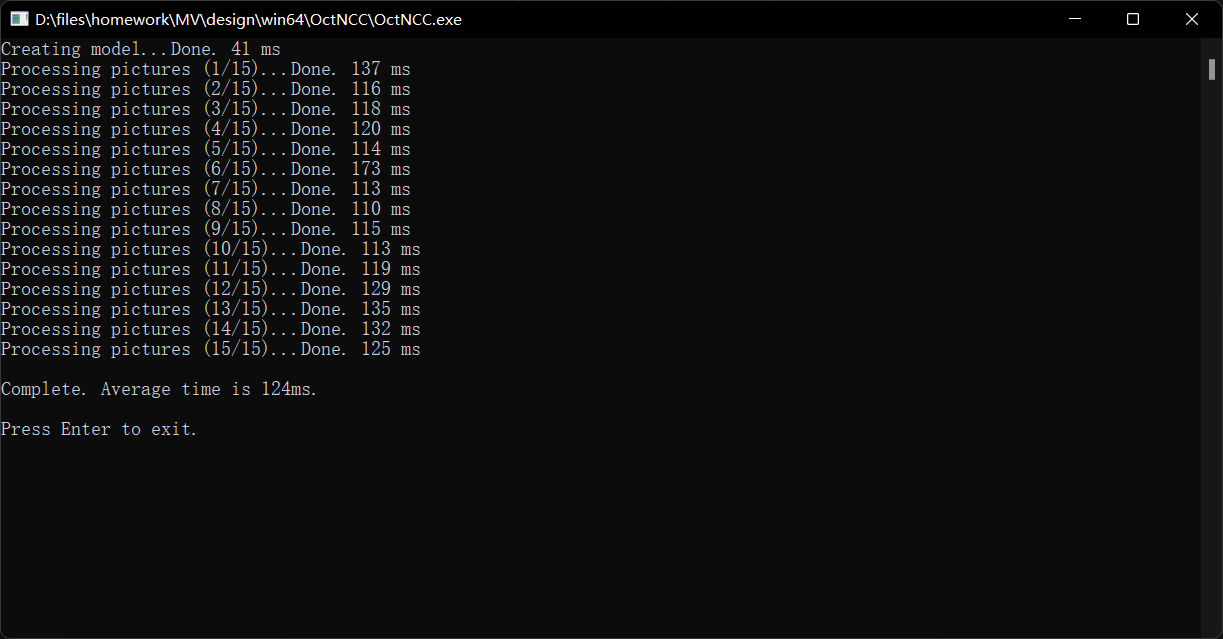 D:\files\homework\MV\design\win64\OctNCC\OctNCC.exe
Creating model...Done. 41 ms
Processing pictures (1/15)...Done. 137 ms
Processing pictures (2/15)...Done. 116 ms
Processing pictures (3/15)...Done. 118 ms
Processing pictures (4/15)...Done. 120 ms
Processing pictures (5/15)...Done. 114 ms
Processing pictures (6/15)...Done. 173 ms
Processing pictures (7/15)...Done. 113 ms
Processing pictures (8/15)...Done. 110 ms
Processing pictures (9/15)...Done. 115 ms
Processing pictures (10/15)...Done. 113 ms
Processing pictures (11/15)...Done. 119 ms
Processing pictures (12/15)...Done. 129 ms
Processing pictures (13/15)...Done. 135 ms
Processing pictures (14/15)...Done. 132 ms
Processing pictures (15/15)...Done. 125 ms
Complete. Average time is 124ms.
Press Enter to exit.